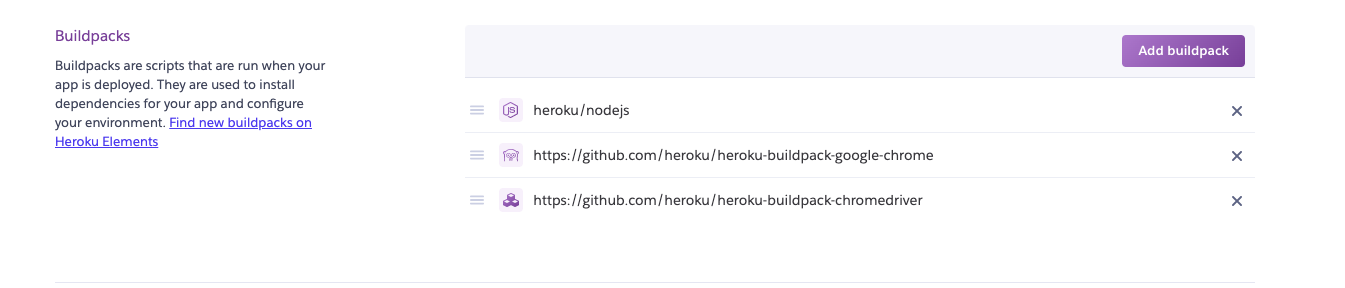 Buildpacks
Buildpacks are scripts that are run when your
app is deployed. They are used to install
dependencies for your app and configure
your environment. Find new buildpacks on
Heroku Elements
Add buildpack
JS heroku/nodejs
https://github.com/heroku/heroku-buildpack-google-chrome
https://github.com/heroku/heroku-buildpack-chromedriver